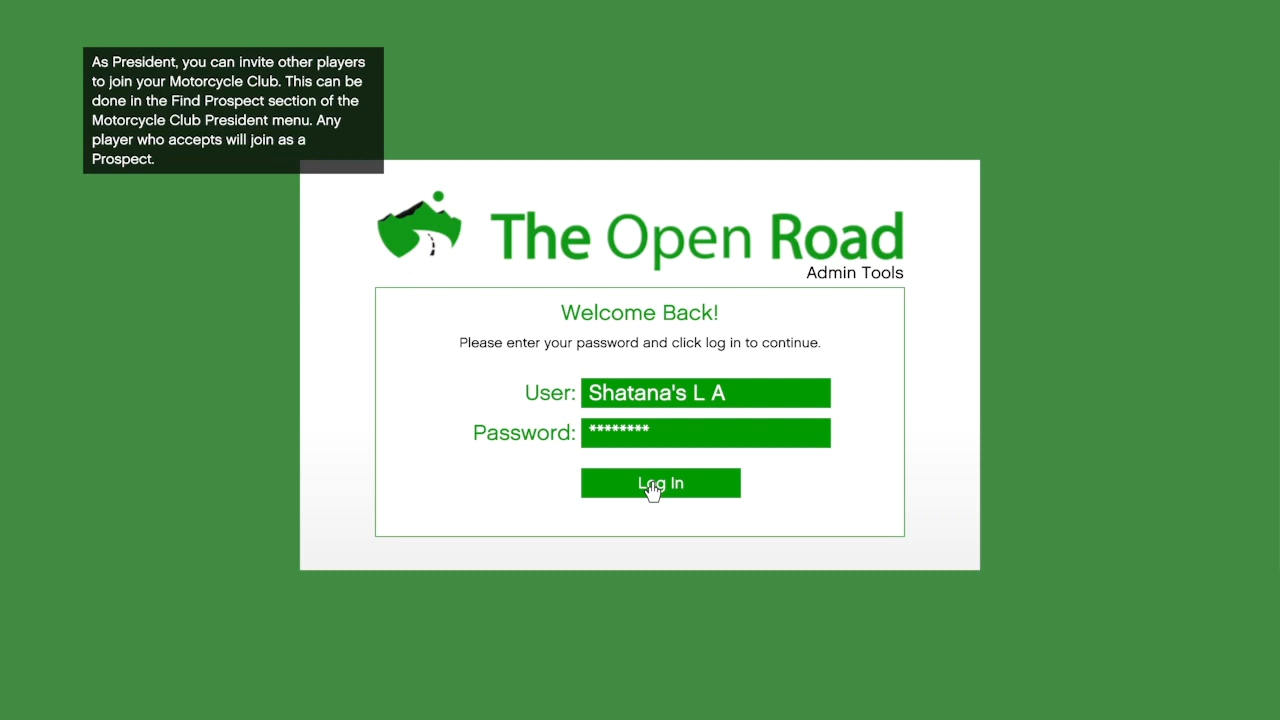 As President, you can invite other players
to join your Motorcycle Club. This can be
done in the Find Prospect section of the
Motorcycle Club President menu. Any
player who accepts will join as a
Prospect.
The Open Road
Admin Tools
Welcome Back!
Please enter your password and click log in to continue.
User: Shatana's L A
Password: ********
Log In